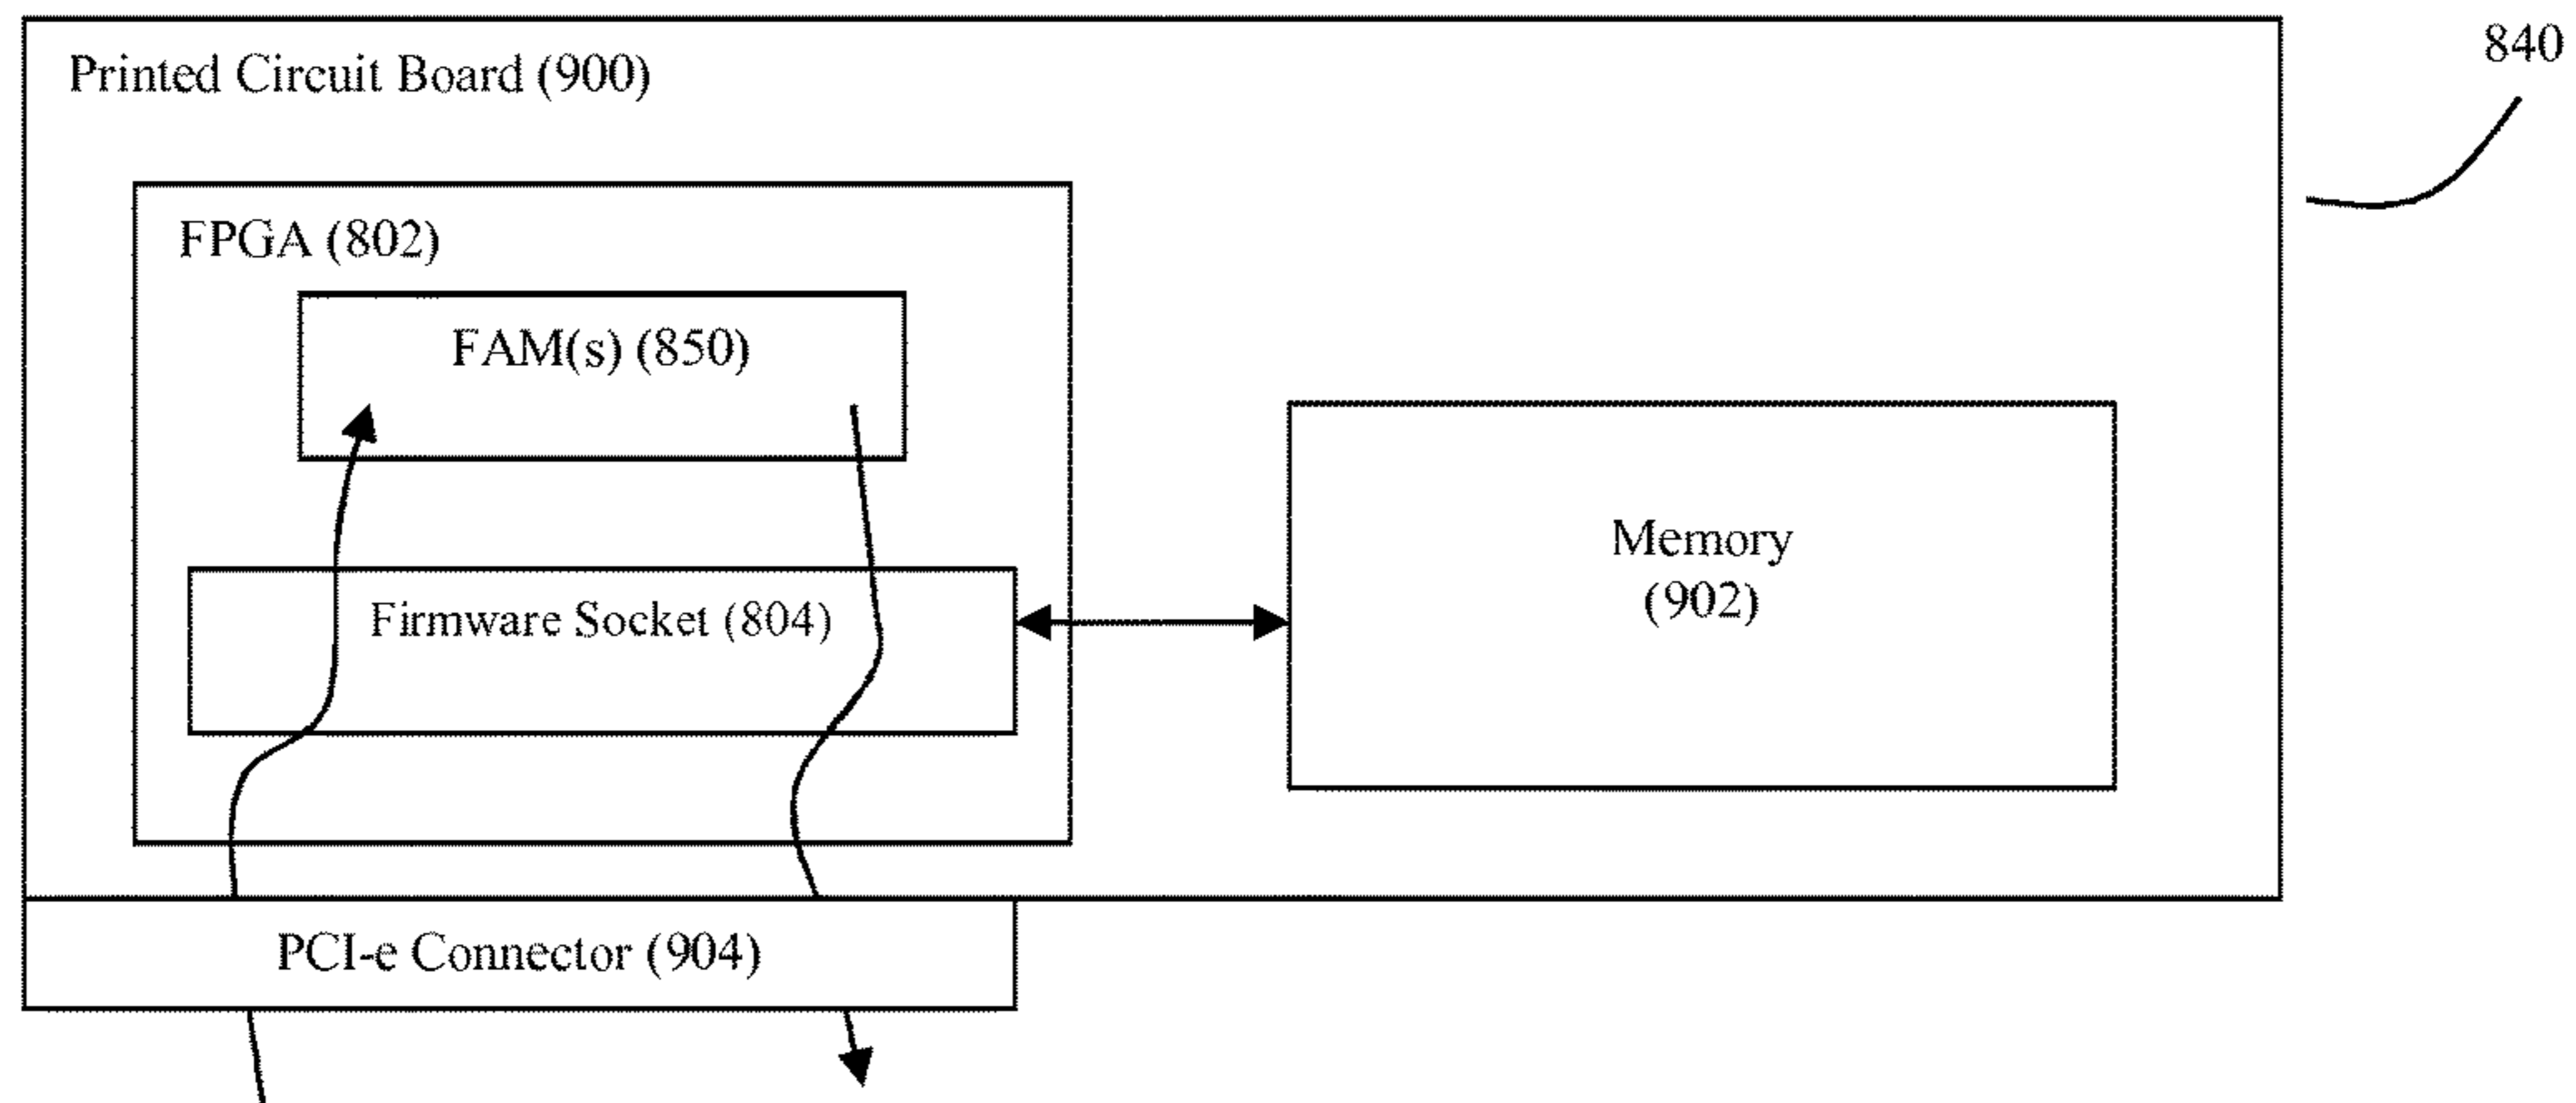 Printed Circuit Board (900)
840
FPGA (802)
FAM(s) (850)
Memory
(902)
Firmware Socket (804)
PCI-e Connector (904)